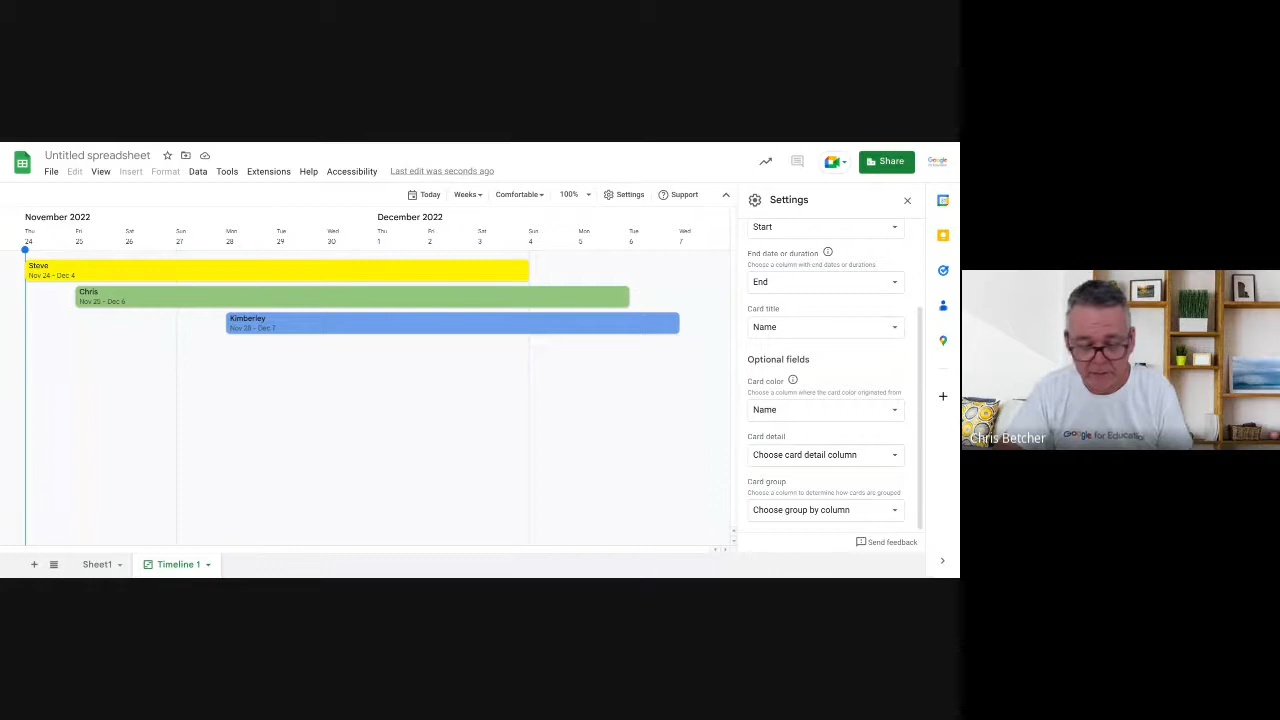 Untitled spreadsheet
File Edit View Insert Format Data Tools Extensions Help Accessibility Last edit was seconds ago
Share
Today Weeks Comfortable 100% Settings Support
Settings
November 2022 December 2022
Thu Fri Sat Sun Mon Tue Wed Thu Fri Sat Sun Mon Tue Wed
24 25 26 27 28 29 30 1 2 3 4 5 6 7
Steve
Nov 24 - Dec 4
Chris
Nov 25 - Dec 6
Kimberley
Nov 28 - Dec 7
Start
End date or duration
Choose a column with end dates or durations
End
Card title
Name
Optional fields
Card color
Choose a column where the card color originated from
Name
Card detail
Choose card detail column
Card group
Choose a column to determine how cards are grouped
Choose group by column
Send feedback
Sheet1 Timeline 1
Google for Education
Chris Betcher